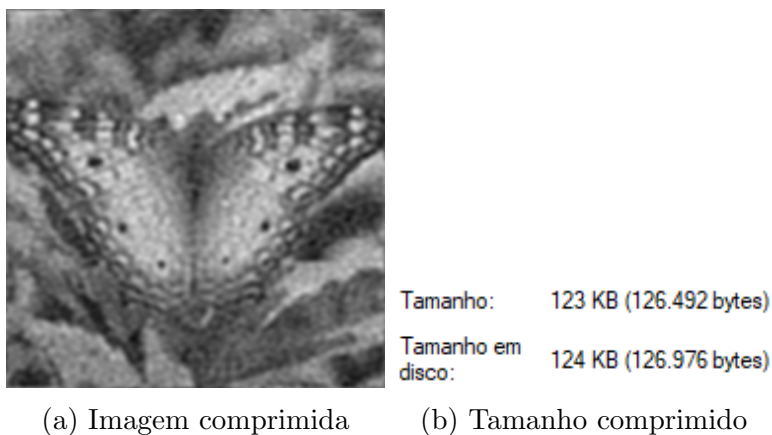 Tamanho: 123 KB (126.492 bytes)
Tamanho em
disco: 124 KB (126.976 bytes)
(a) Imagem comprimida (b) Tamanho comprimido